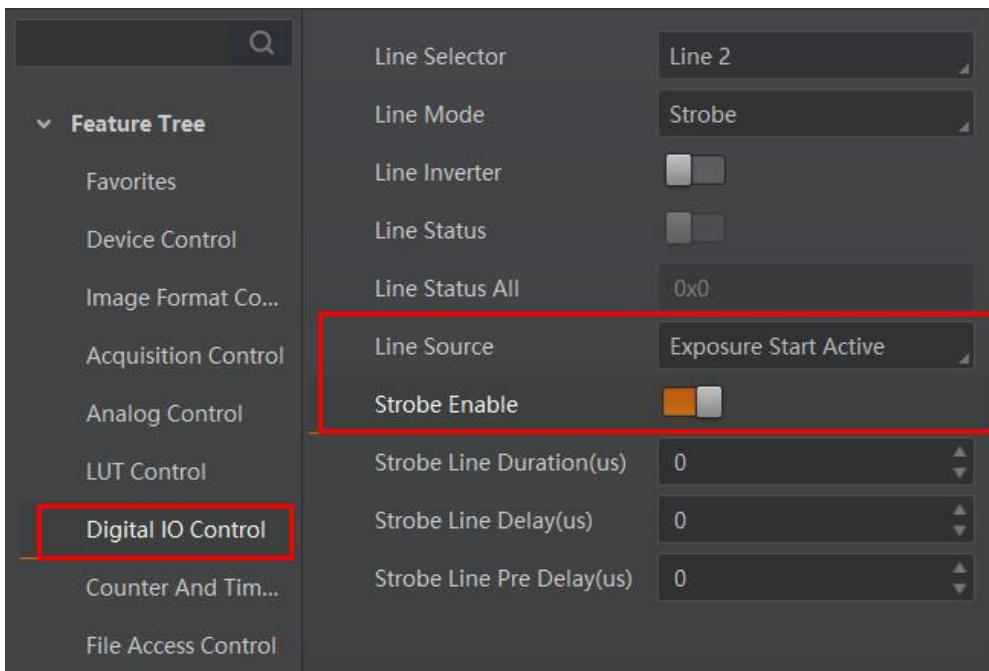 Feature Tree
Favorites
Device Control
Image Format Co...
Acquisition Control
Analog Control
LUT Control
Digital IO Control
Counter And Tim...
File Access Control
Line Selector Line 2
Line Mode Strobe
Line Inverter
Line Status
Line Status All 0x0
Line Source Exposure Start Active
Strobe Enable
Strobe Line Duration(us) 0
Strobe Line Delay(us) 0
Strobe Line Pre Delay(us) 0